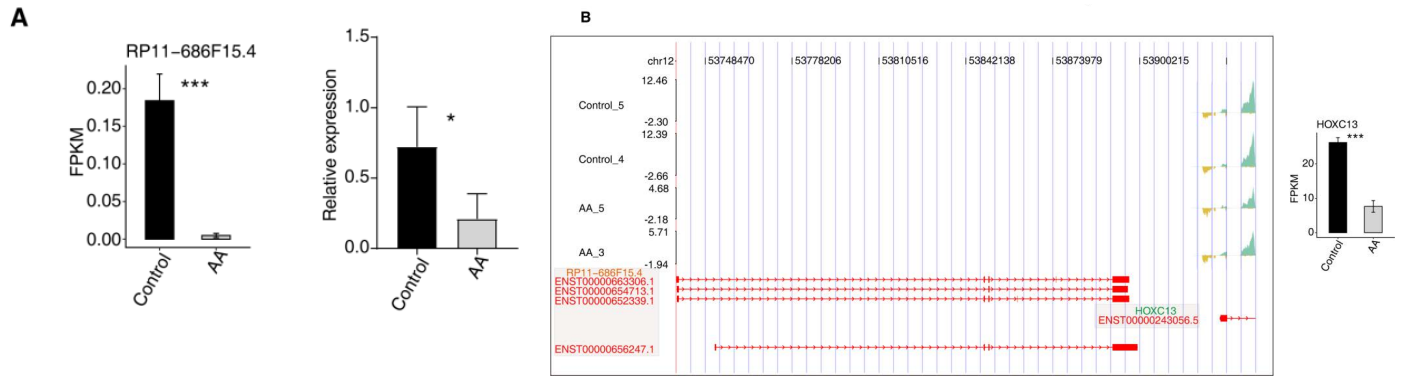 A
RP11−686F15.4
FPKM
0.20
0.15
0.10
0.05
0.00
***
Control
AA
Relative expression
1.5
1.0
0.5
0.0
*
Control
AA
B
chr12
53748470
53778206
53810516
53842138
53873979
53900215
12.46
Control_5
-2.30
12.39
Control_4
-2.66
4.68
AA_5
-2.18
5.71
AA_3
-1.94
RP11−686F15.4
ENST00000663306.1
ENST00000654713.1
ENST00000652339.1
HOXC13
ENST00000243056.5
ENST00000656247.1
HOXC13
***
FPKM
20
10
0
Control
AA